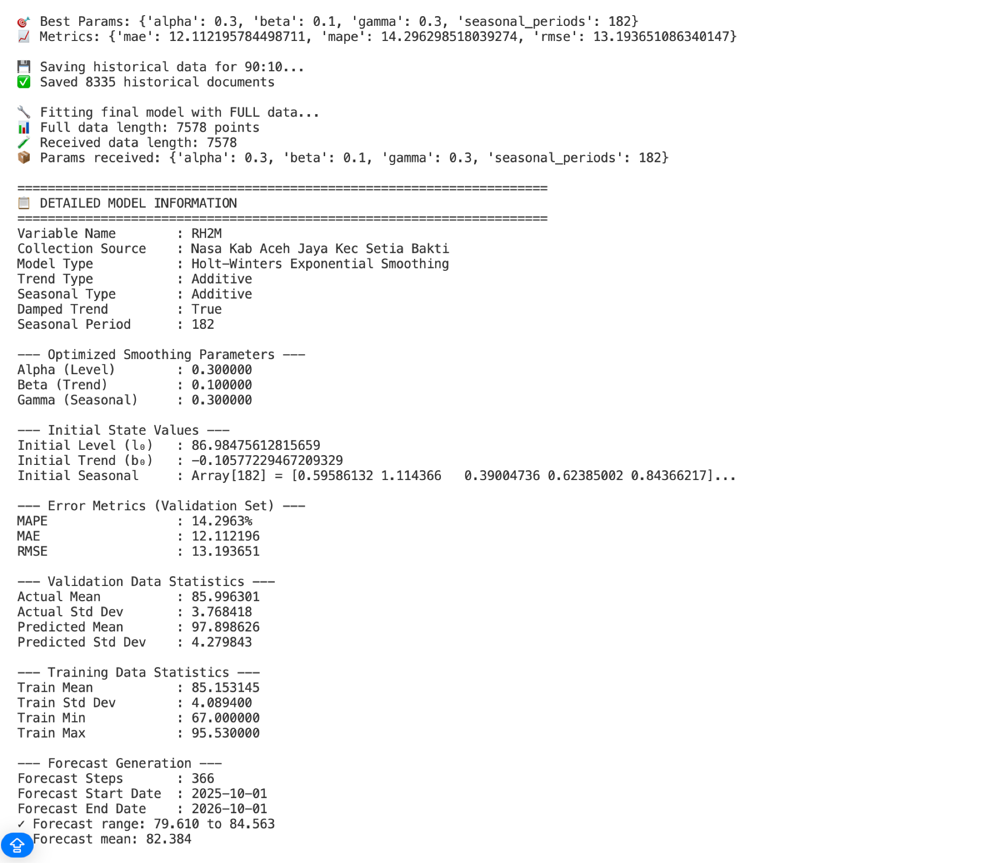 🎯 Best Params: {'alpha': 0.3, 'beta': 0.1, 'gamma': 0.3, 'seasonal_periods': 182}
📈 Metrics: {'mae': 12.112195784498711, 'mape': 14.296298518039274, 'rmse': 13.193651086340147}
💾 Saving historical data for 90:10...
✅ Saved 8335 historical documents
🔧 Fitting final model with FULL data...
📊 Full data length: 7578 points
🧪 Received data length: 7578
📦 Params received: {'alpha': 0.3, 'beta': 0.1, 'gamma': 0.3, 'seasonal_periods': 182}
======================================================================
📋 DETAILED MODEL INFORMATION
======================================================================
Variable Name        : RH2M
Collection Source    : Nasa Kab Aceh Jaya Kec Setia Bakti
Model Type           : Holt-Winters Exponential Smoothing
Trend Type           : Additive
Seasonal Type        : Additive
Damped Trend         : True
Seasonal Period      : 182
--- Optimized Smoothing Parameters ---
Alpha (Level)        : 0.300000
Beta (Trend)         : 0.100000
Gamma (Seasonal)     : 0.300000
--- Initial State Values ---
Initial Level (l₀)   : 86.98475612815659
Initial Trend (b₀)   : -0.10577229467209329
Initial Seasonal     : Array[182] = [0.59586132 1.114366   0.39004736 0.62385002 0.84366217]...
--- Error Metrics (Validation Set) ---
MAPE                 : 14.2963%
MAE                  : 12.112196
RMSE                 : 13.193651
--- Validation Data Statistics ---
Actual Mean          : 85.996301
Actual Std Dev       : 3.768418
Predicted Mean       : 97.898626
Predicted Std Dev    : 4.279843
--- Training Data Statistics ---
Train Mean           : 85.153145
Train Std Dev        : 4.089400
Train Min            : 67.000000
Train Max            : 95.530000
--- Forecast Generation ---
Forecast Steps       : 366
Forecast Start Date  : 2025-10-01
Forecast End Date    : 2026-10-01
✓ Forecast range: 79.610 to 84.563
Forecast mean: 82.384